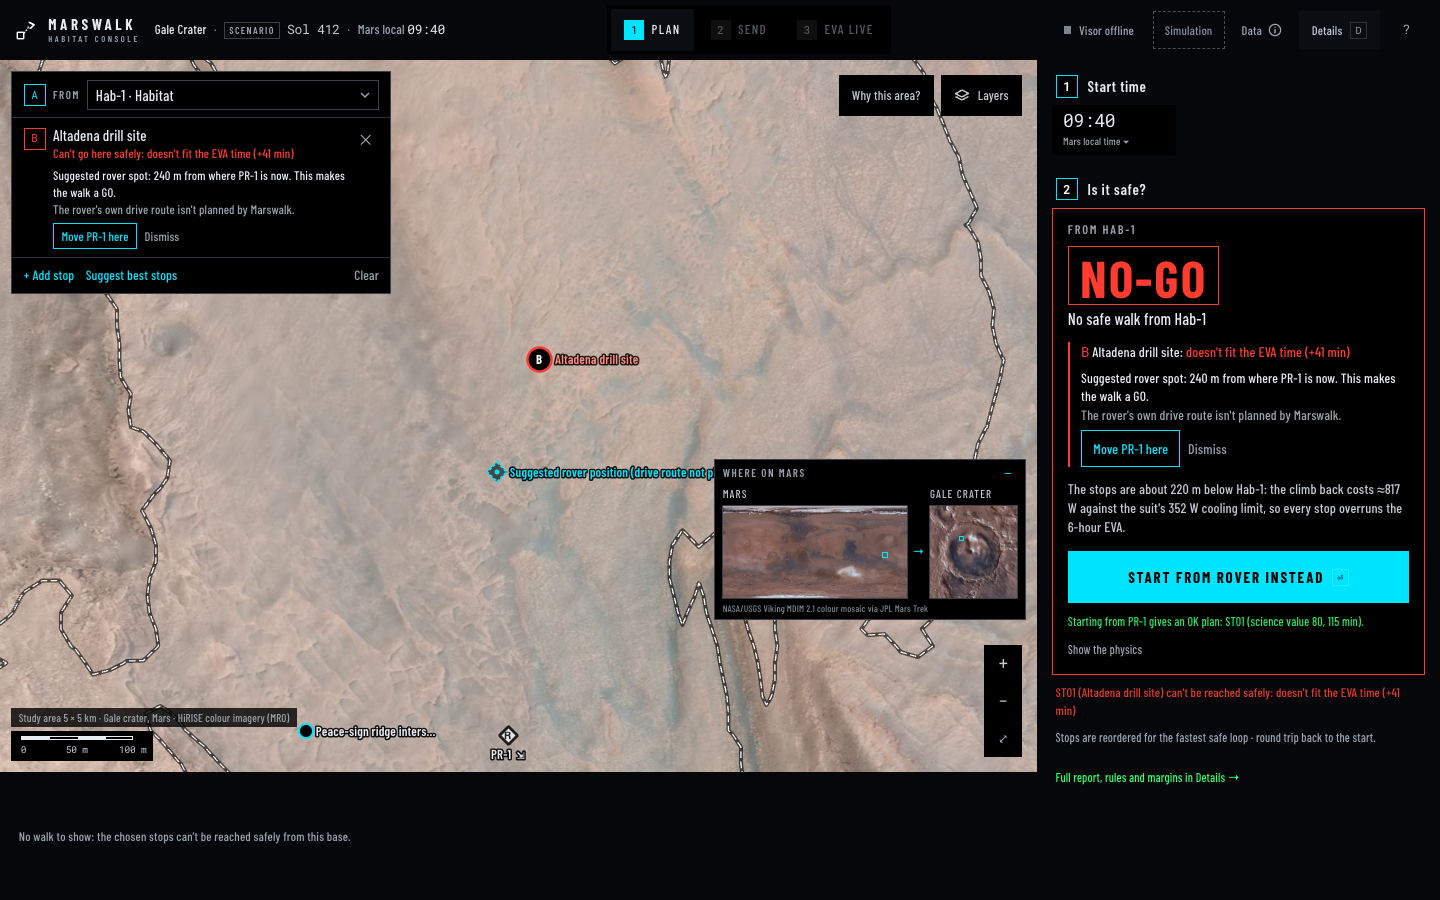 MARSWALK
HABITAT CONSOLE
Gale Crater · SCENARIO Sol 412 · Mars local 09:40
1 PLAN
2 SEND
3 EVA LIVE
Visor offline
Simulation
Data
Details D
?
A FROM Hab-1 · Habitat
B Altadena drill site
Can't go here safely: doesn't fit the EVA time (+41 min)
Suggested rover spot: 240 m from where PR-1 is now. This makes
the walk a GO.
The rover's own drive route isn't planned by Marswalk.
Move PR-1 here
Dismiss
+ Add stop
Suggest best stops
Clear
Why this area?
Layers
B Altadena drill site
Suggested rover position (drive route not p
WHERE ON MARS
MARS
GALE CRATER
→
NASA/USGS Viking MDIM 2.1 colour mosaic via JPL Mars Trek
+
−
Study area 5 × 5 km · Gale crater, Mars · HiRISE colour imagery (MRO)
0 50 m 100 m
Peace-sign ridge inters...
PR-1 ⇲
No walk to show: the chosen stops can't be reached safely from this base.
1 Start time
09:40
Mars local time
2 Is it safe?
FROM HAB-1
NO-GO
No safe walk from Hab-1
B Altadena drill site: doesn't fit the EVA time (+41 min)
Suggested rover spot: 240 m from where PR-1 is now. This makes
the walk a GO.
The rover's own drive route isn't planned by Marswalk.
Move PR-1 here
Dismiss
The stops are about 220 m below Hab-1: the climb back costs ≈817
W against the suit's 352 W cooling limit, so every stop overruns the
6-hour EVA.
START FROM ROVER INSTEAD ⏎
Starting from PR-1 gives an OK plan: ST01 (science value 80, 115 min).
Show the physics
ST01 (Altadena drill site) can't be reached safely: doesn't fit the EVA time (+41
min)
Stops are reordered for the fastest safe loop · round trip back to the start.
Full report, rules and margins in Details →